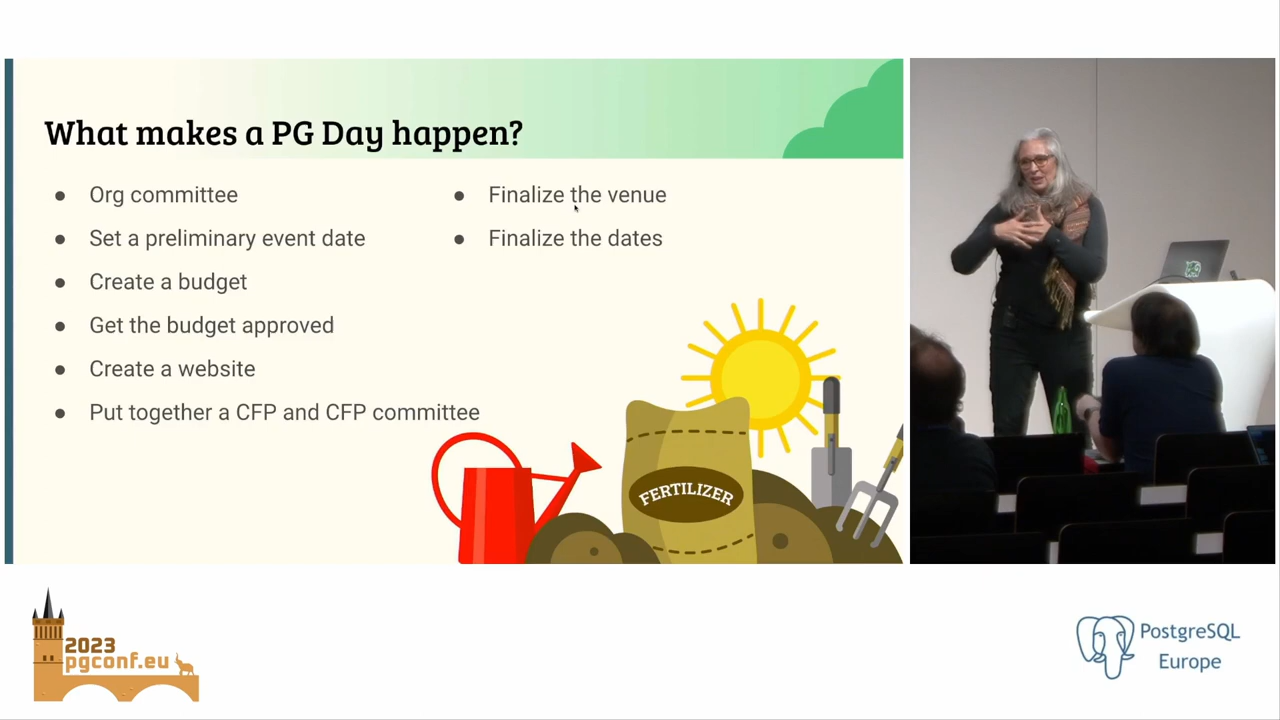 What makes a PG Day happen?
● Org committee
● Set a preliminary event date
● Create a budget
● Get the budget approved
● Create a website
● Put together a CFP and CFP committee
● Finalize the venue
● Finalize the dates
FERTILIZER
2023
pgconf.eu
PostgreSQL
Europe